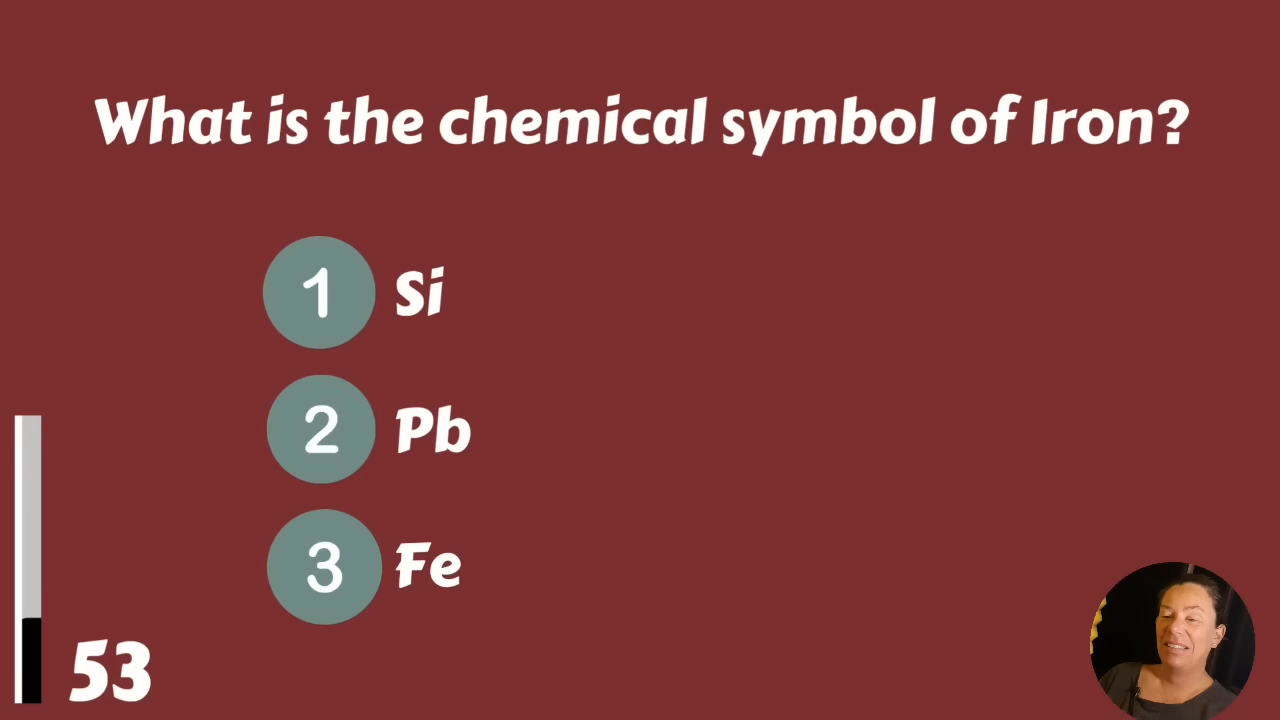 What is the chemical symbol of Iron?
1 Si
2 Pb
3 Fe
53